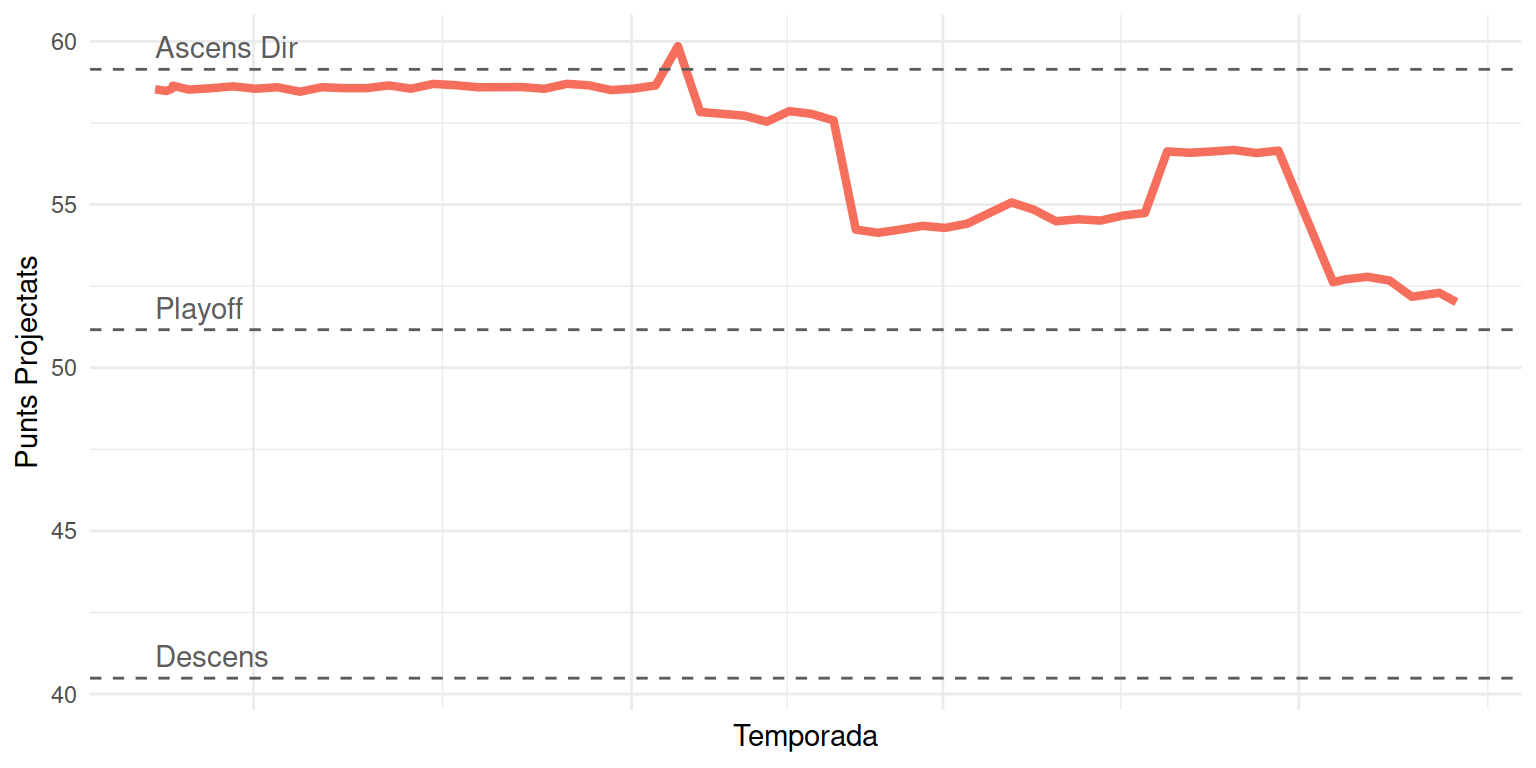 60
55
50
45
40
Punts Projectats
Ascens Dir
Playoff
Descens
Temporada